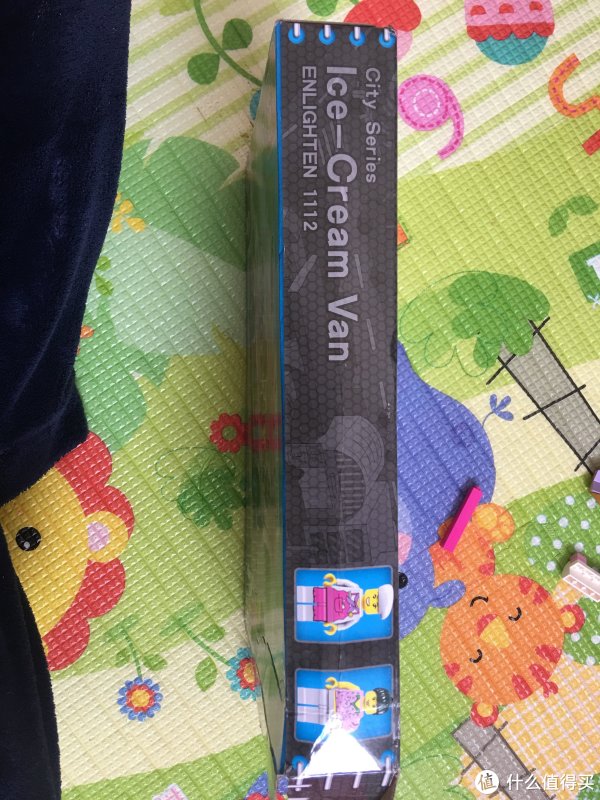 City Series
Ice-Cream Van
ENLIGHTEN 1112
值 什么值得买